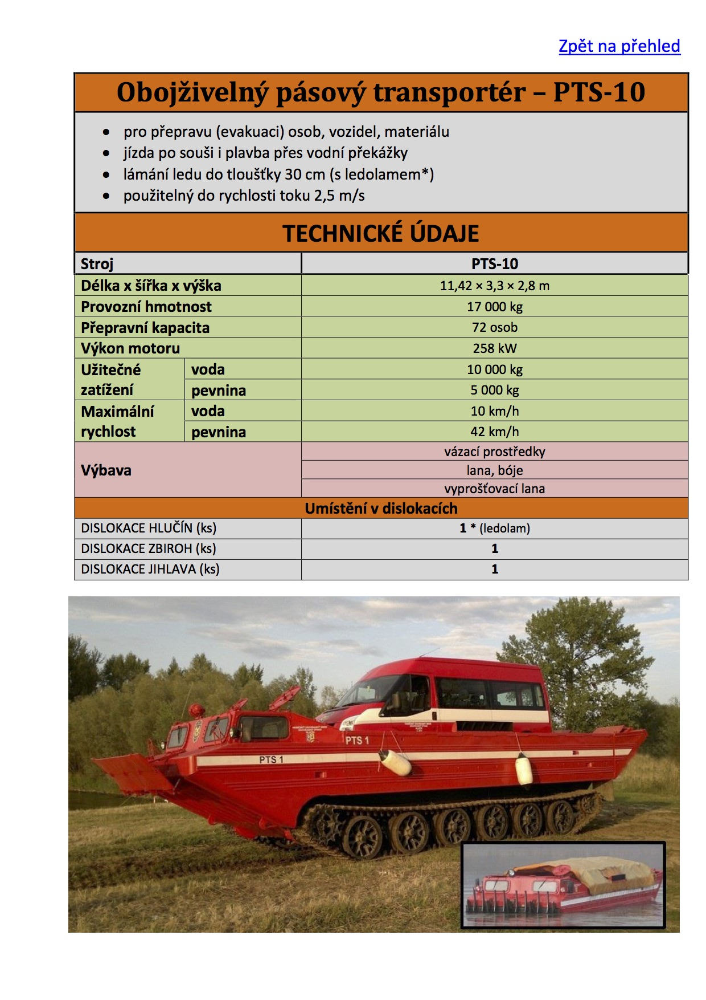 Zpět na přehled
Obojživelný pásový transportér – PTS-10
• pro přepravu (evakuaci) osob, vozidel, materiálu
• jízda po souši i plavba přes vodní překážky
• lámání ledu do tloušťky 30 cm (s ledolamem*)
• použitelný do rychlosti toku 2,5 m/s
TECHNICKÉ ÚDAJE
Stroj PTS-10
Délka x šířka x výška 11,42 × 3,3 × 2,8 m
Provozní hmotnost 17 000 kg
Přepravní kapacita 72 osob
Výkon motoru 258 kW
Užitečné zatížení voda 10 000 kg
pevnina 5 000 kg
Maximální rychlost voda 10 km/h
pevnina 42 km/h
Výbava vázací prostředky
lana, bóje
vyprošťovací lana
Umístění v dislokacích
DISLOKACE HLUČÍN (ks) 1 * (ledolam)
DISLOKACE ZBIROH (ks) 1
DISLOKACE JIHLAVA (ks) 1
PTS 1
PTS 1